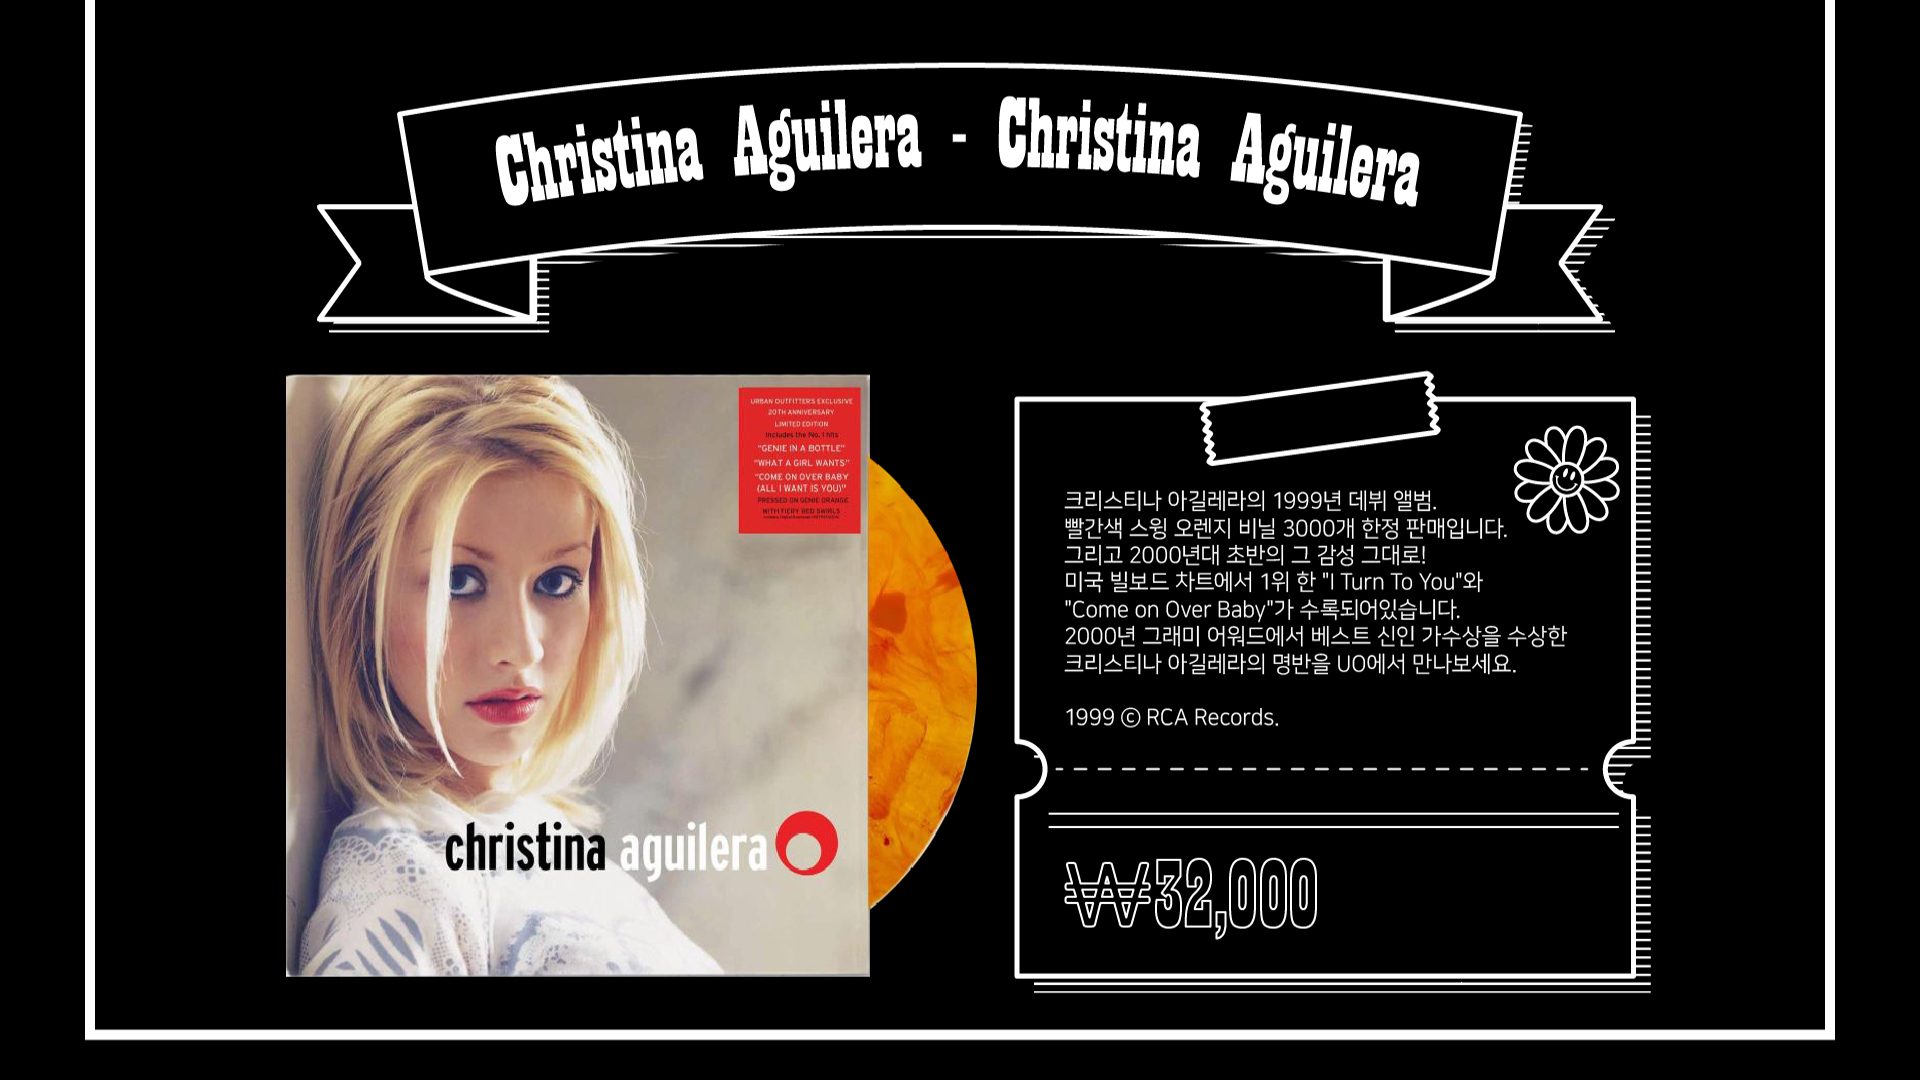 Christina Aguilera - Christina Aguilera
URBAN OUTFITTERS EXCLUSIVE
20TH ANNIVERSARY
LIMITED EDITION
Includes the No. 1 hits
"GENIE IN A BOTTLE"
"WHAT A GIRL WANTS"
"COME ON OVER BABY
(ALL I WANT IS YOU)"
PRESSED ON GENIE ORANGE
WITH FIERY RED SWIRLS
christina aguilera
크리스티나 아길레라의 1999년 데뷔 앨범.
빨간색 스윙 오렌지 비닐 3000개 한정 판매입니다.
그리고 2000년대 초반의 그 감성 그대로!
미국 빌보드 차트에서 1위 한 "I Turn To You"와
"Come on Over Baby"가 수록되어있습니다.
2000년 그래미 어워드에서 베스트 신인 가수상을 수상한
크리스티나 아길레라의 명반을 UO에서 만나보세요.
1999 © RCA Records.
₩32,000